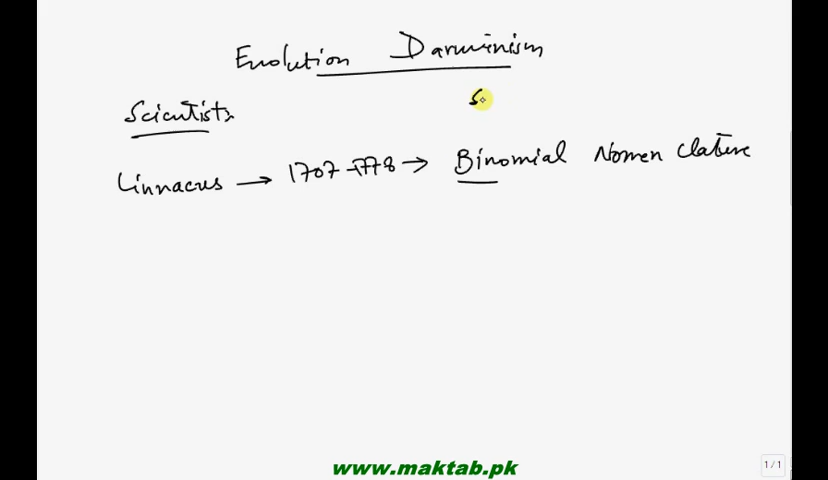 Evolution Darwinism
Scientists
Linnaeus → 1707-1778 → Binomial Nomen clature
www.maktab.pk
1/1